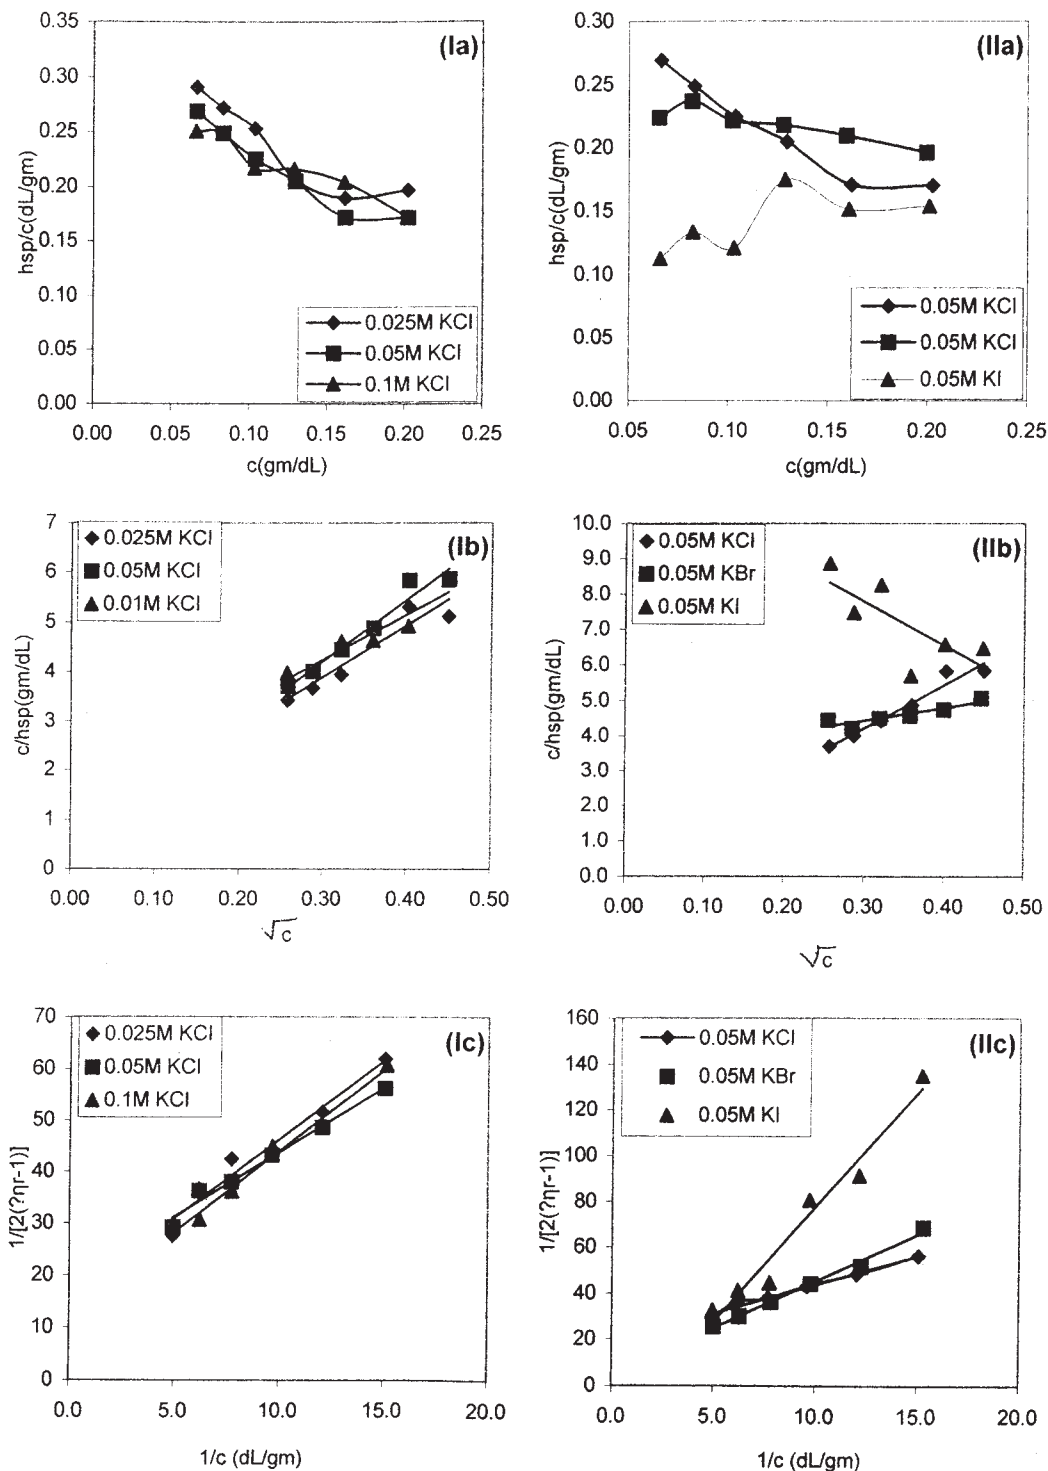 (Ia)
0.35
0.30
0.25
0.20
0.15
0.10
0.05
0.00
hsp/c(dL/gm)
0.025M KCl
0.05M KCl
0.1M KCl
0.00 0.05 0.10 0.15 0.20 0.25
c(gm/dL)
(IIa)
0.30
0.25
0.20
0.15
0.10
0.05
0.00
hsp/c(dL/gm)
0.05M KCl
0.05M KCl
0.05M KI
0.05 0.10 0.15 0.20 0.25
c(gm/dL)
(Ib)
7
6
5
4
3
2
1
0
c/hsp(gm/dL)
0.025M KCl
0.05M KCl
0.01M KCl
0.00 0.10 0.20 0.30 0.40 0.50
√c
(IIb)
10.0
9.0
8.0
7.0
6.0
5.0
4.0
3.0
2.0
1.0
0.0
c/hsp(gm/dL)
0.05M KCl
0.05M KBr
0.05M KI
0.00 0.10 0.20 0.30 0.40 0.50
√c
(Ic)
70
60
50
40
30
20
10
0
1/[2(?ηr-1)]
0.025M KCl
0.05M KCl
0.1M KCl
0.0 5.0 10.0 15.0 20.0
1/c (dL/gm)
(IIc)
160
140
120
100
80
60
40
20
0
1/[2(?ηr-1)]
0.05M KCl
0.05M KBr
0.05M KI
0.0 5.0 10.0 15.0 20.0
1/c (dL/gm)